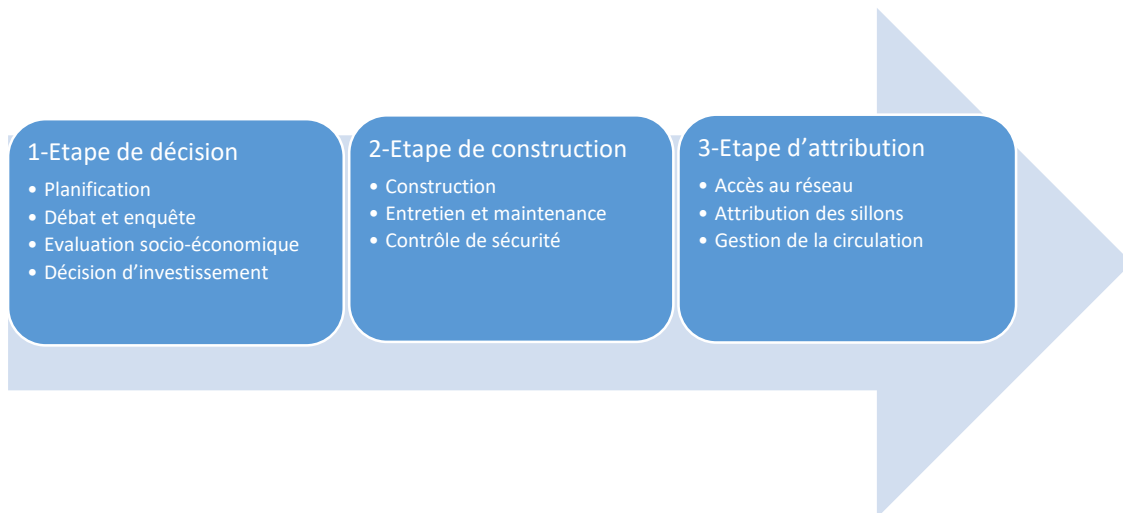 1-Etape de décision
• Planification
• Débat et enquête
• Evaluation socio-économique
• Décision d’investissement
2-Etape de construction
• Construction
• Entretien et maintenance
• Contrôle de sécurité
3-Etape d’attribution
• Accès au réseau
• Attribution des sillons
• Gestion de la circulation